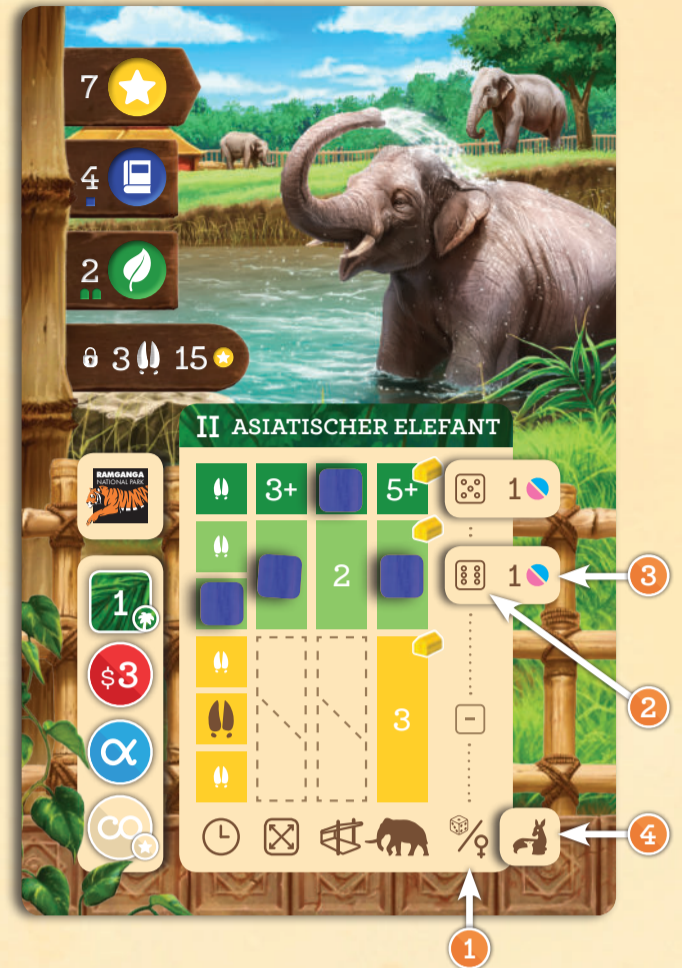 7
4
2
3 15
II ASIATISCHER ELEFANT
RAMGANGA
NATIONAL PARK
3+ 5+ 1
2 1 3
1
2
$3
3
−
α
∞
4
%
1